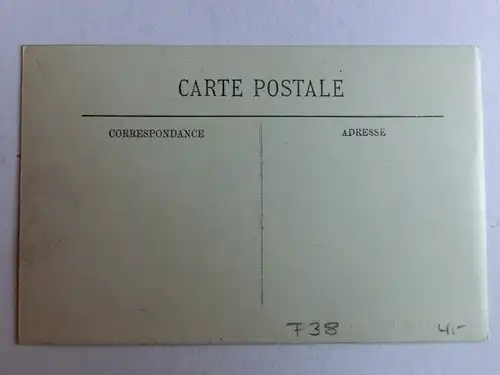 CARTE POSTALE
CORRESPONDANCE ADRESSE
738 4,-